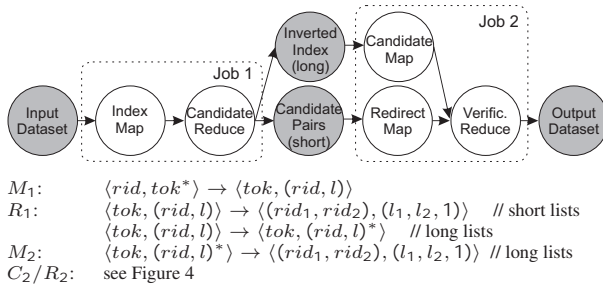 Job 1
Job 2
Input
Dataset
Index
Map
Candidate
Reduce
Inverted
Index
(long)
Candidate
Pairs
(short)
Candidate
Map
Redirect
Map
Verific.
Reduce
Output
Dataset
M₁: ⟨rid, tok*⟩ → ⟨tok, (rid, l)⟩
R₁: ⟨tok, (rid, l)⟩ → ⟨(rid₁, rid₂), (l₁, l₂, 1)⟩ // short lists
⟨tok, (rid, l)⟩ → ⟨tok, (rid, l)*⟩ // long lists
M₂: ⟨tok, (rid, l)*⟩ → ⟨(rid₁, rid₂), (l₁, l₂, 1)⟩ // long lists
C₂/R₂: see Figure 4